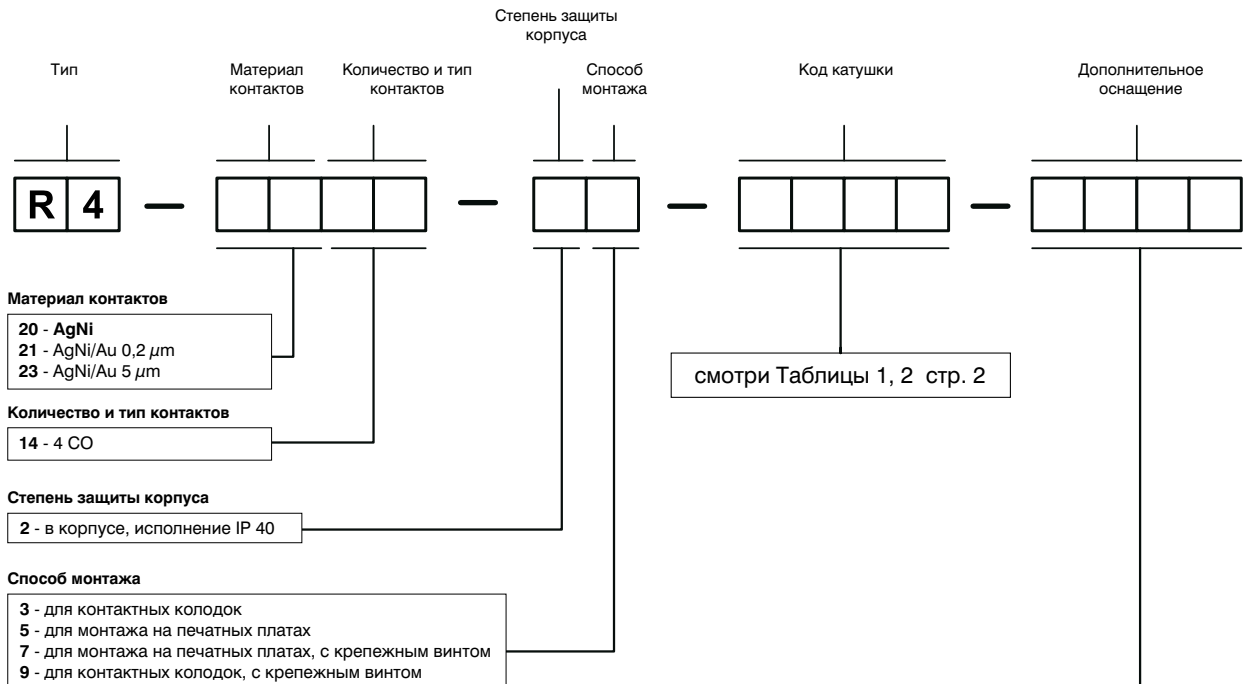 Степень защиты
корпуса
Тип
Материал
контактов
Количество и тип
контактов
Способ
монтажа
Код катушки
Дополнительное
оснащение
R 4 — — — —
Материал контактов
20 - AgNi
21 - AgNi/Au 0,2 µm
23 - AgNi/Au 5 µm
смотри Таблицы 1, 2 стр. 2
Количество и тип контактов
14 - 4 CO
Степень защиты корпуса
2 - в корпусе, исполнение IP 40
Способ монтажа
3 - для контактных колодок
5 - для монтажа на печатных платах
7 - для монтажа на печатных платах, с крепежным винтом
9 - для контактных колодок, с крепежным винтом